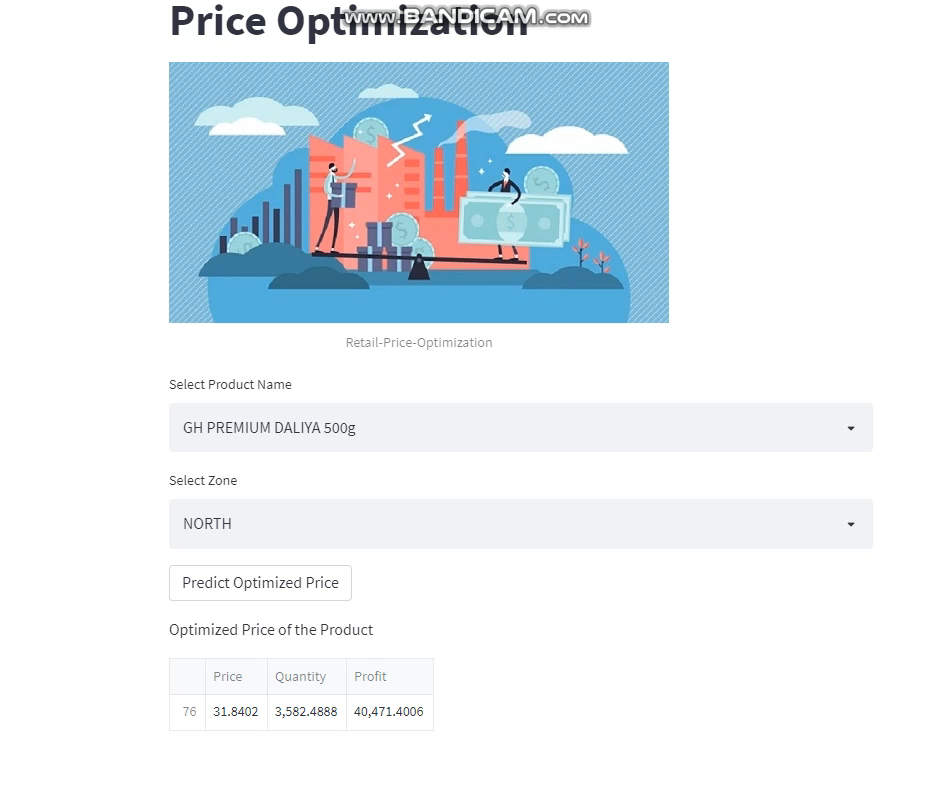 Price Optimization
www.BANDICAM.com
$
$
$
$
$
$
Retail-Price-Optimization
Select Product Name
GH PREMIUM DALIYA 500g
Select Zone
NORTH
Predict Optimized Price
Optimized Price of the Product
Price Quantity Profit
76 31.8402 3,582.4888 40,471.4006